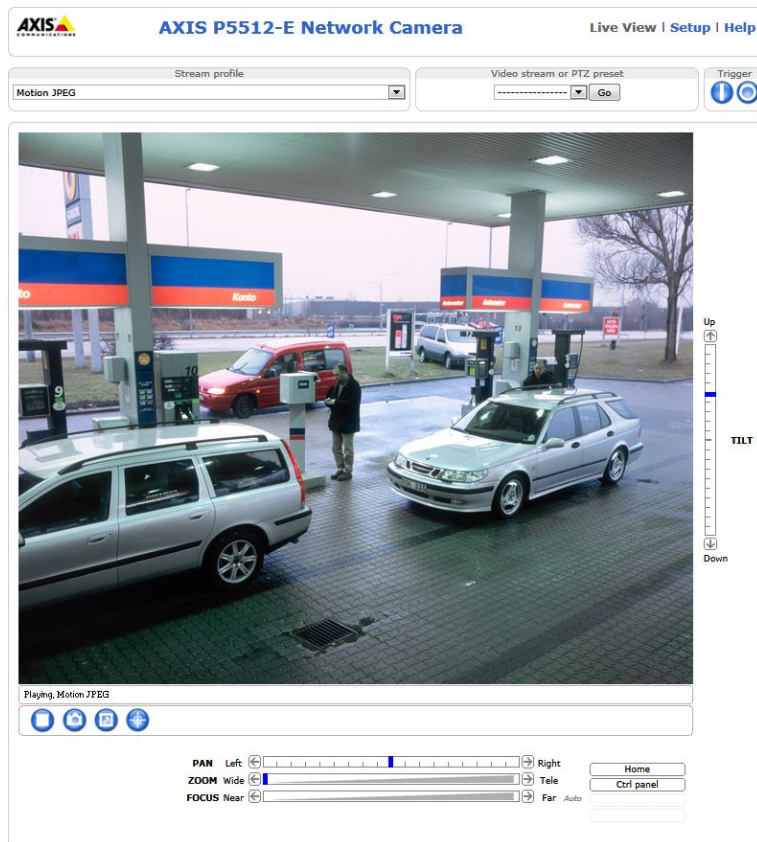 AXIS
COMMUNICATIONS
AXIS P5512-E Network Camera
Live View | Setup | Help
Stream profile
Video stream or PTZ preset
Trigger
Motion JPEG
----------------
Go
Konto
10
9
12
Up
TILT
Down
Playing, Motion JPEG
PAN Left Right
Home
ZOOM Wide Tele
Ctrl panel
FOCUS Near Far Auto